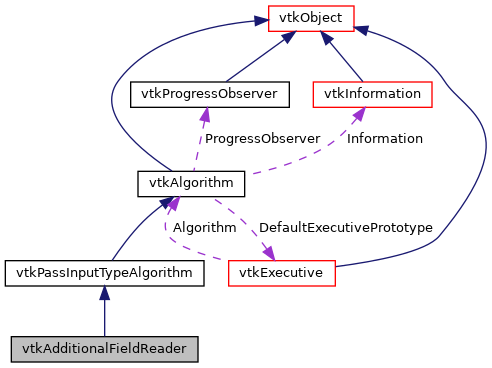 vtkObject
vtkProgressObserver
vtkInformation
ProgressObserver
Information
vtkAlgorithm
Algorithm
DefaultExecutivePrototype
vtkPassInputTypeAlgorithm
vtkExecutive
vtkAdditionalFieldReader